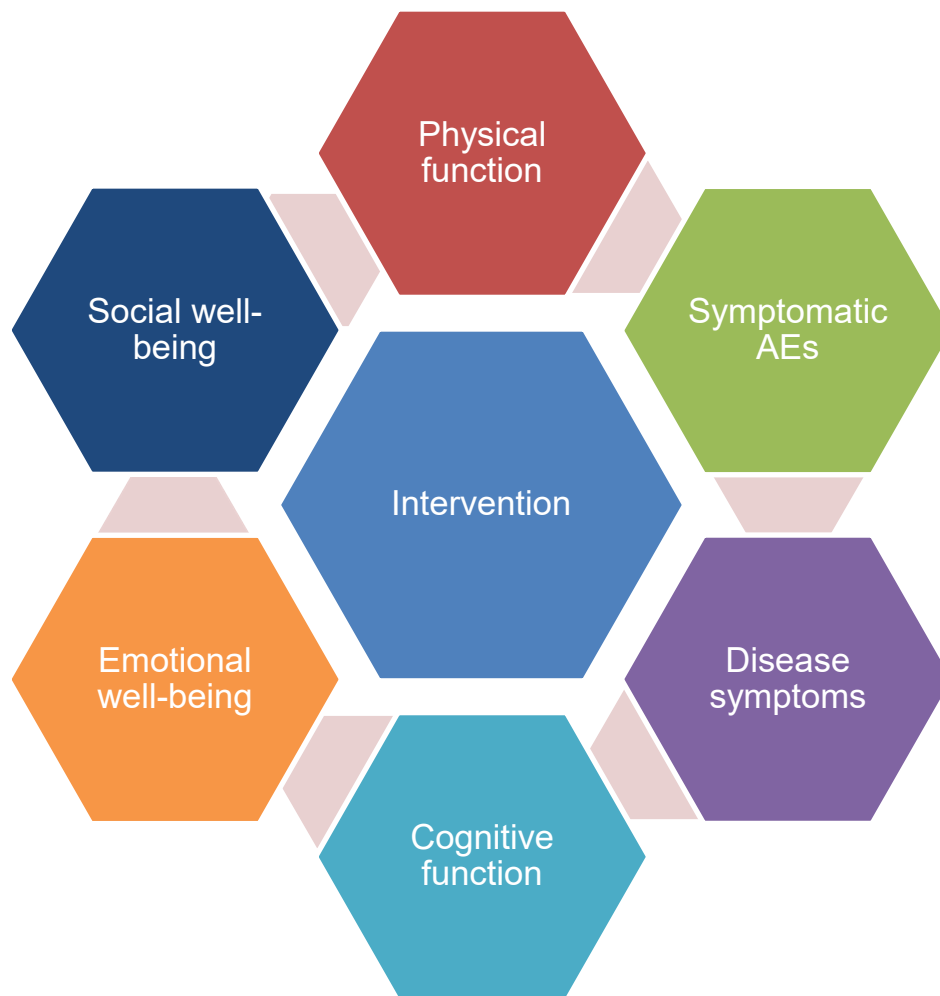 Physical
function
Social well-
being
Symptomatic
AEs
Intervention
Emotional
well-being
Disease
symptoms
Cognitive
function